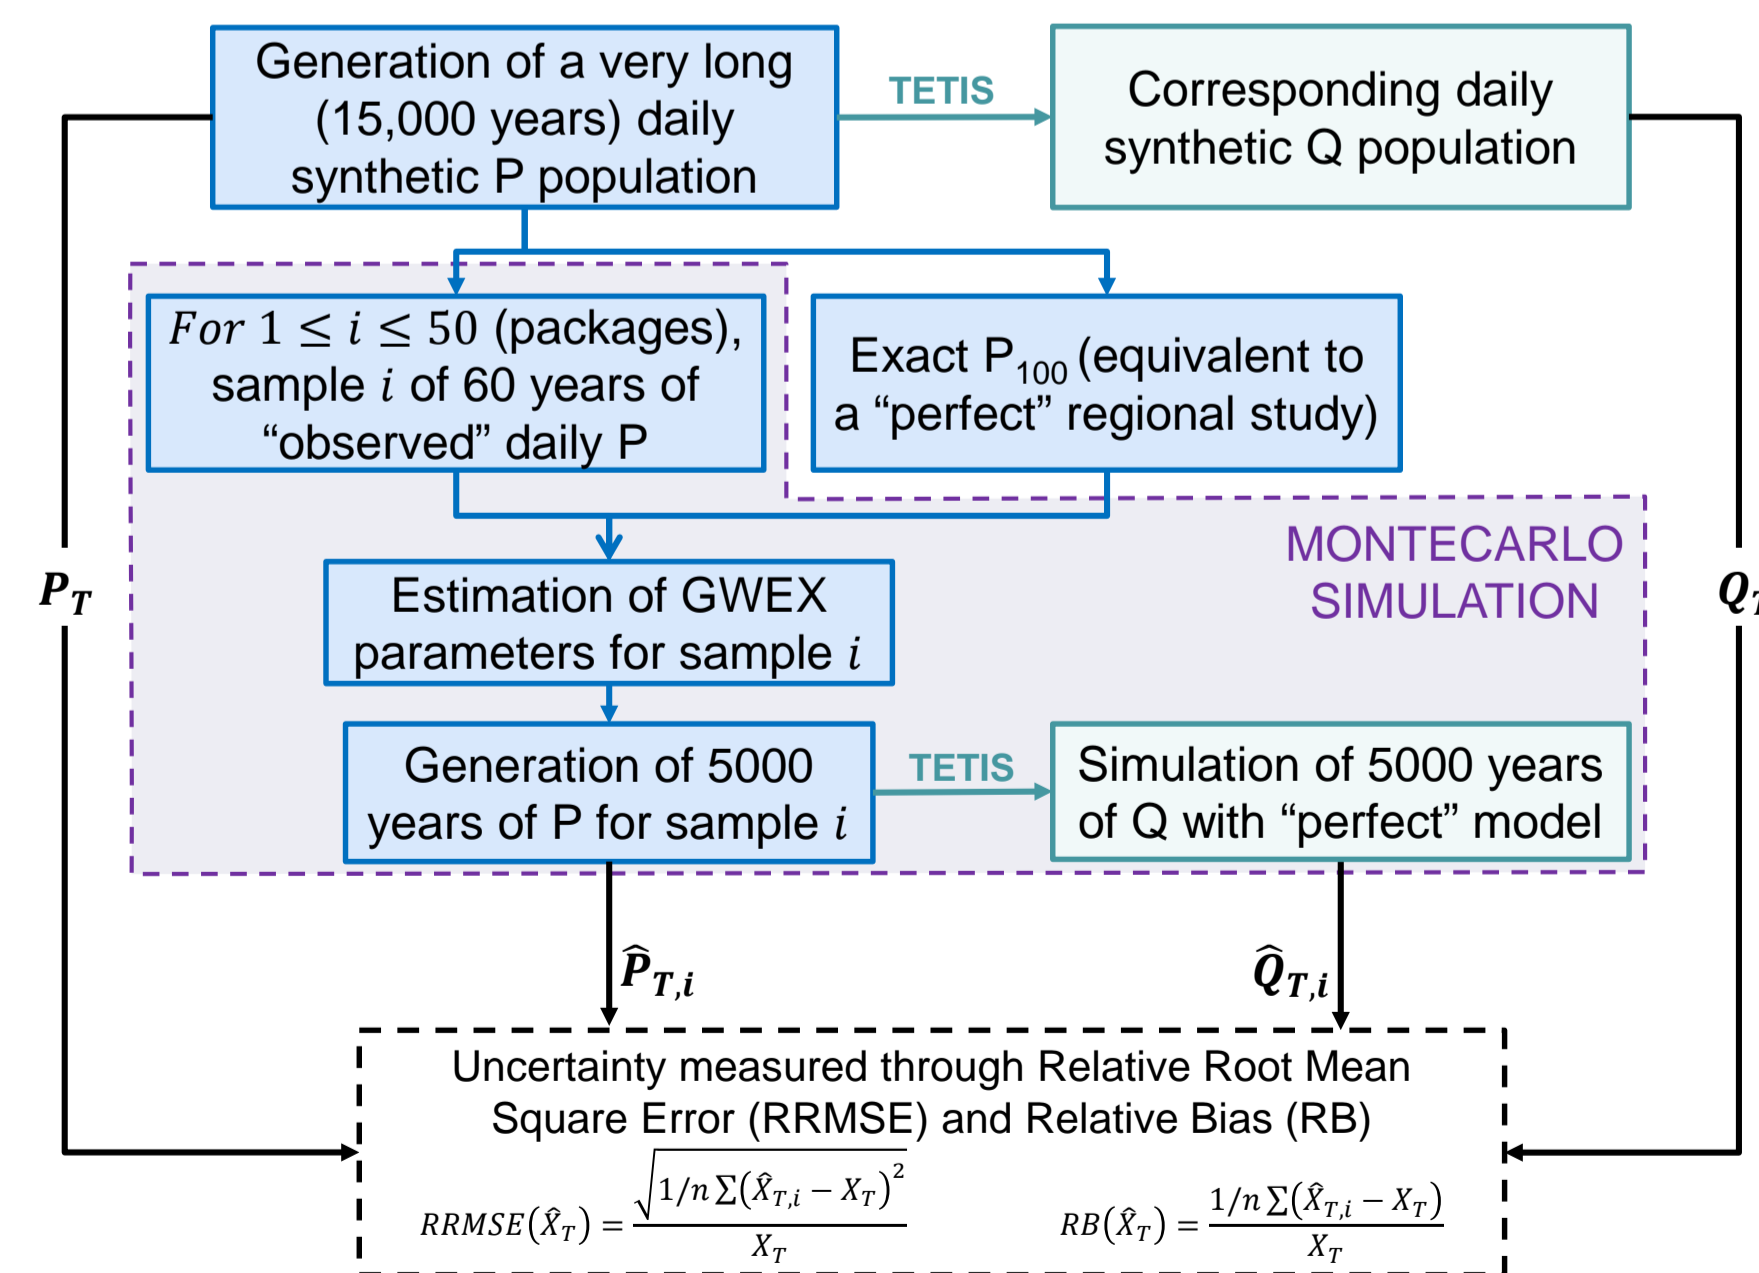 Generation of a very long
(15,000 years) daily
synthetic P population
TETIS
Corresponding daily
synthetic Q population
For 1 ≤ i ≤ 50 (packages),
sample i of 60 years of
“observed” daily P
Exact P₁₀₀ (equivalent to
a “perfect” regional study)
MONTECARLO
SIMULATION
P_T
Q_T
Estimation of GWEX
parameters for sample i
Generation of 5000
years of P for sample i
TETIS
Simulation of 5000 years
of Q with “perfect” model
P̂_{T,i}
Q̂_{T,i}
Uncertainty measured through Relative Root Mean
Square Error (RRMSE) and Relative Bias (RB)
RRMSE(X̂_T) = √(1/n ∑(X̂_{T,i} − X_T)²) / X_T
RB(X̂_T) = 1/n ∑(X̂_{T,i} − X_T) / X_T